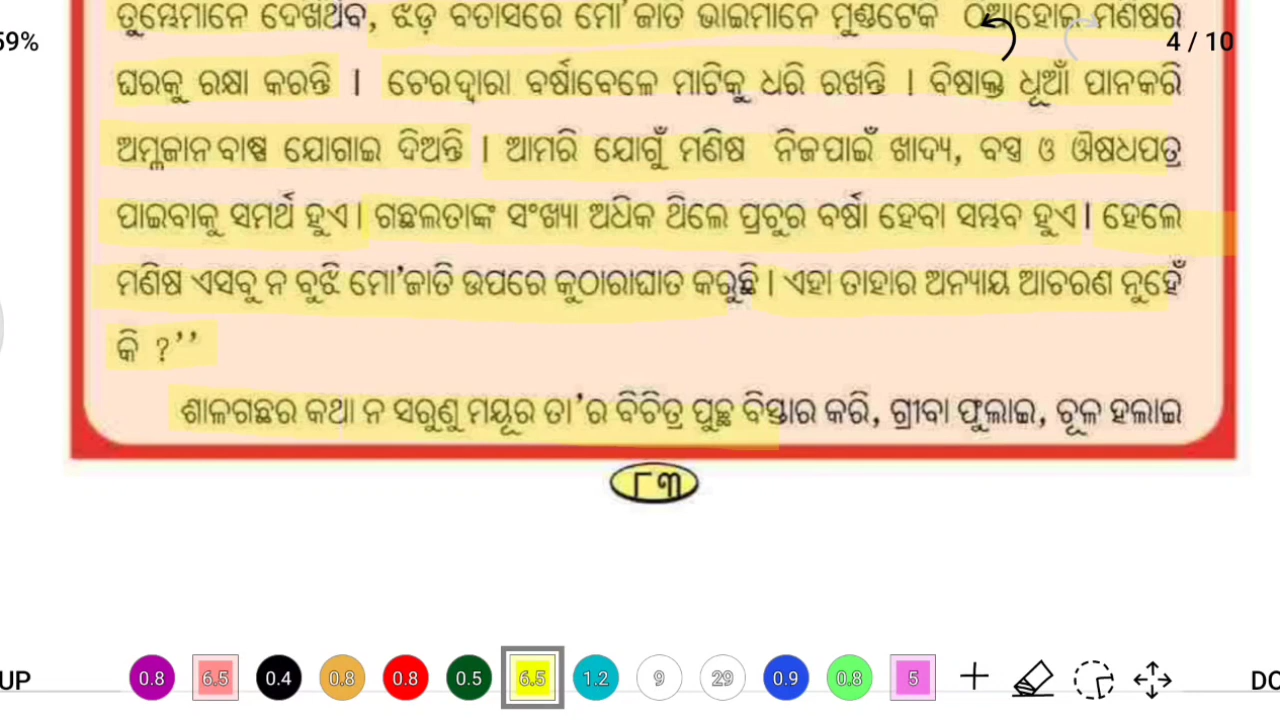 ତୁମ୍ଭେମାନେ ଦେଖିଥିବ, ଝଡ଼ ବତାସରେ ମୋ'ଜାତି ଭାଇମାନେ ମୁଣ୍ଡଟେକି ଠିଆହୋଇ ମଣିଷର
59%
4 / 10
ଘରକୁ ରକ୍ଷା କରନ୍ତି । ଚେରଦ୍ୱାରା ବର୍ଷାବେଳେ ମାଟିକୁ ଧରି ରଖନ୍ତି । ବିଷାକ୍ତ ଧୂଆଁ ପାନକରି
ଅମ୍ଳଜାନ ବାଷ୍ପ ଯୋଗାଇ ଦିଅନ୍ତି । ଆମରି ଯୋଗୁଁ ମଣିଷ ନିଜପାଇଁ ଖାଦ୍ୟ, ବସ୍ତ୍ର ଓ ଔଷଧପତ୍ର
ପାଇବାକୁ ସମର୍ଥ ହୁଏ। ଗଛଲତାଙ୍କ ସଂଖ୍ୟା ଅଧିକ ଥିଲେ ପ୍ରଚୁର ବର୍ଷା ହେବା ସମ୍ଭବ ହୁଏ। ହେଲେ
ମଣିଷ ଏସବୁ ନ ବୁଝି ମୋ'ଜାତି ଉପରେ କୁଠାରାଘାତ କରୁଛି। ଏହା ତାହାର ଅନ୍ୟାୟ ଆଚରଣ ନୁହେଁ
କି ?’’
ଶାଳଗଛର କଥା ନ ସରୁଣୁ ମୟୂର ତା'ର ବିଚିତ୍ର ପୁଚ୍ଛ ବିସ୍ତାର କରି, ଗ୍ରୀବା ଫୁଲାଇ, ଚୂଳ ହଲାଇ
୮୩
UP 0.8 6.5 0.4 0.8 0.8 0.5 6.5 1.2 9 29 0.9 0.8 5 DO